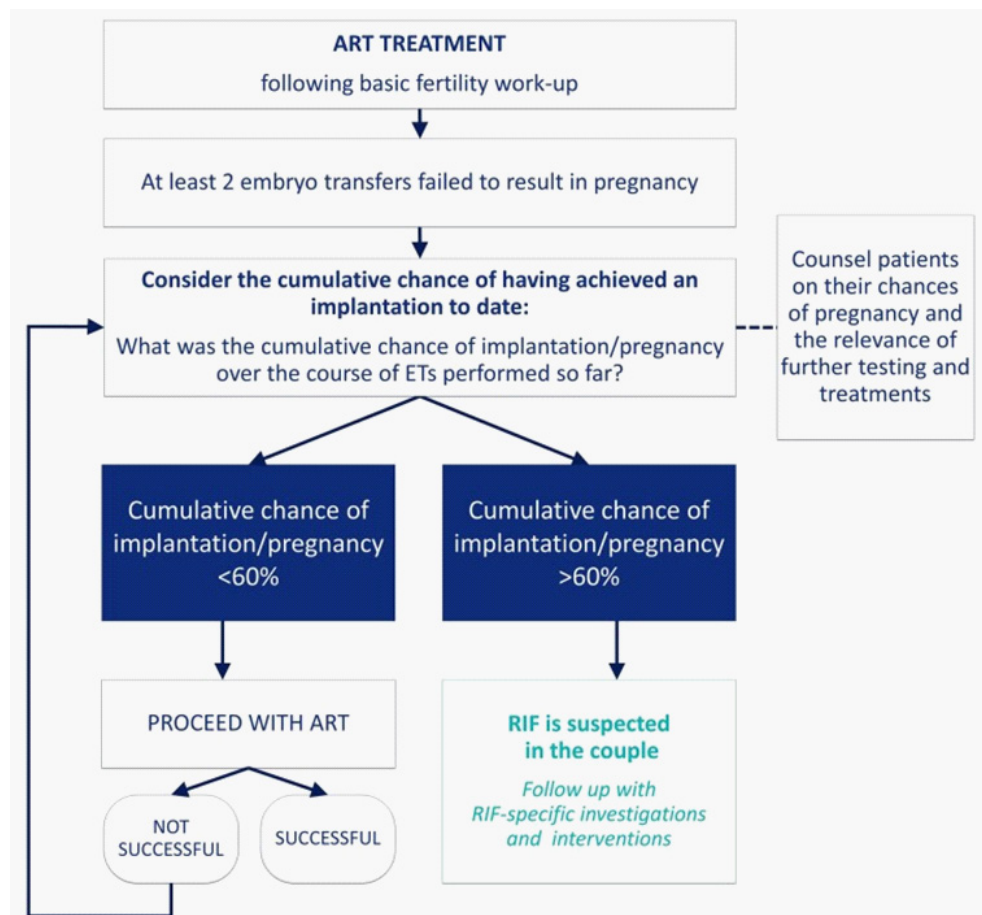 ART TREATMENT
following basic fertility work-up
At least 2 embryo transfers failed to result in pregnancy
Consider the cumulative chance of having achieved an
implantation to date:
What was the cumulative chance of implantation/pregnancy
over the course of ETs performed so far?
Counsel patients
on their chances
of pregnancy and
the relevance of
further testing and
treatments
Cumulative chance of
implantation/pregnancy
<60%
Cumulative chance of
implantation/pregnancy
>60%
PROCEED WITH ART
NOT
SUCCESSFUL
SUCCESSFUL
RIF is suspected
in the couple
Follow up with
RIF-specific investigations
and interventions